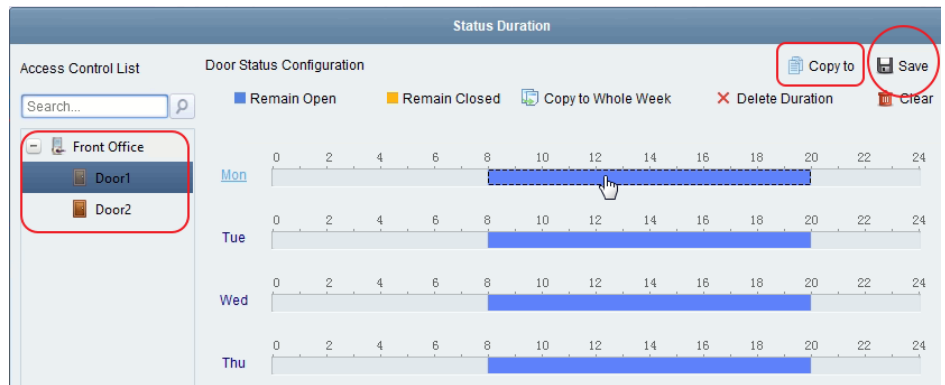 Status Duration
Access Control List
Door Status Configuration
Copy to
Save
Search...
Remain Open
Remain Closed
Copy to Whole Week
Delete Duration
Clear
Front Office
Door1
Door2
0 2 4 6 8 10 12 14 16 18 20 22 24
Mon
0 2 4 6 8 10 12 14 16 18 20 22 24
Tue
0 2 4 6 8 10 12 14 16 18 20 22 24
Wed
0 2 4 6 8 10 12 14 16 18 20 22 24
Thu